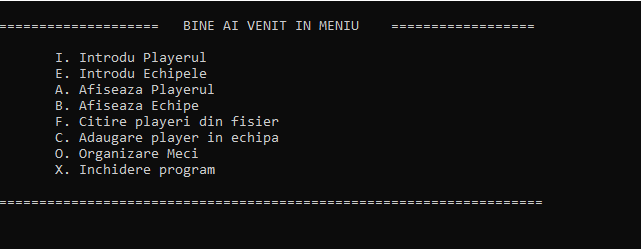 ==================== BINE AI VENIT IN MENIU ==================
I. Introdu Playerul
E. Introdu Echipele
A. Afiseaza Playerul
B. Afiseaza Echipe
F. Citire playeri din fisier
C. Adaugare player in echipa
O. Organizare Meci
X. Inchidere program
====================================================================